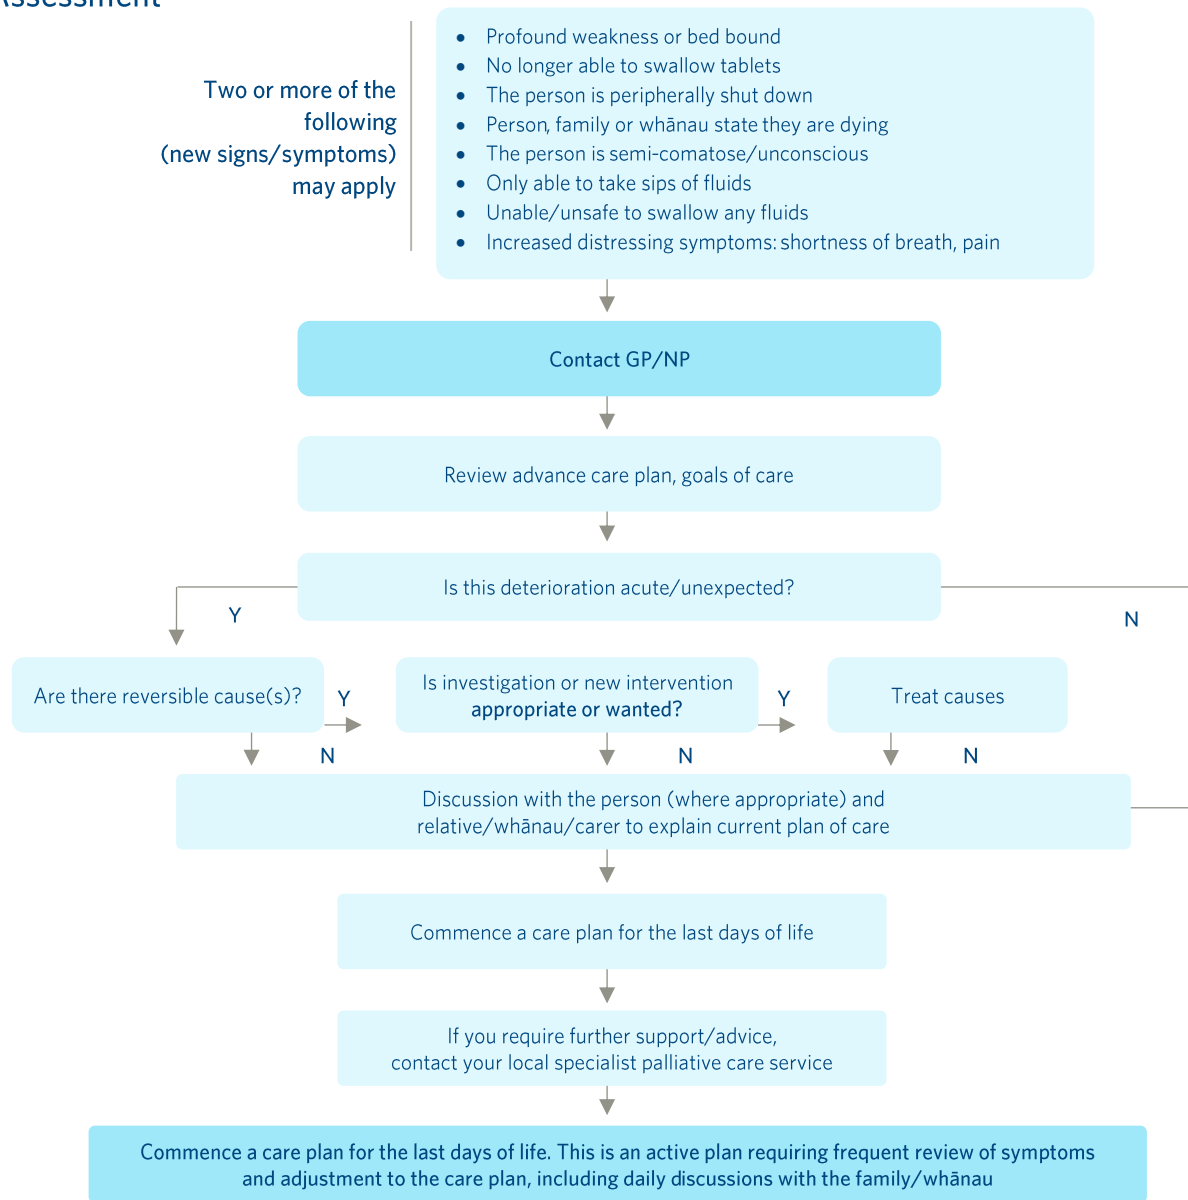 Assessment
Two or more of the
following
(new signs/symptoms)
may apply
• Profound weakness or bed bound
• No longer able to swallow tablets
• The person is peripherally shut down
• Person, family or whānau state they are dying
• The person is semi-comatose/unconscious
• Only able to take sips of fluids
• Unable/unsafe to swallow any fluids
• Increased distressing symptoms: shortness of breath, pain
Contact GP/NP
Review advance care plan, goals of care
Is this deterioration acute/unexpected?
Y
N
Are there reversible cause(s)?
Y
Is investigation or new intervention
appropriate or wanted?
Y
Treat causes
N
N
N
Discussion with the person (where appropriate) and
relative/whānau/carer to explain current plan of care
Commence a care plan for the last days of life
If you require further support/advice,
contact your local specialist palliative care service
Commence a care plan for the last days of life. This is an active plan requiring frequent review of symptoms
and adjustment to the care plan, including daily discussions with the family/whānau